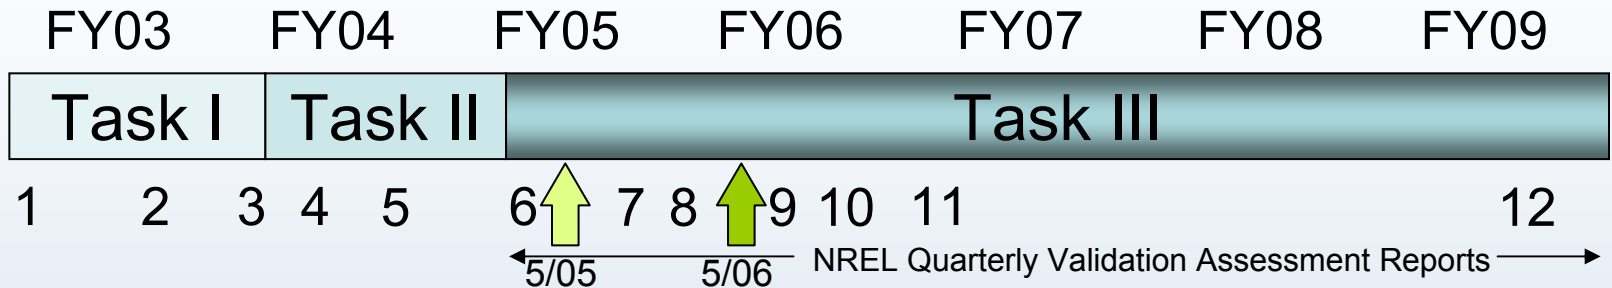 FY03 FY04 FY05 FY06 FY07 FY08 FY09
Task I Task II Task III
1 2 3 4 5 6 7 8 9 10 11 12
5/05 5/06 NREL Quarterly Validation Assessment Reports